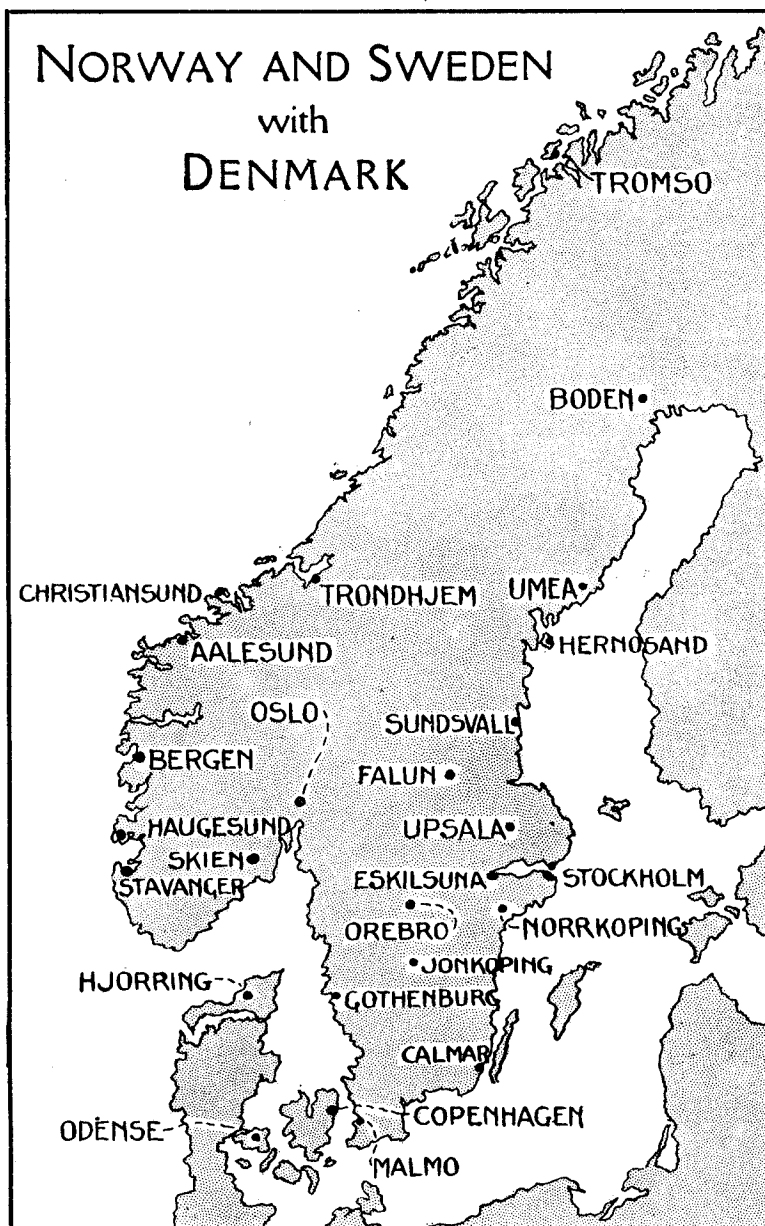 NORWAY AND SWEDEN
with
DENMARK
TROMSO
BODEN
CHRISTIANSUND
TRONDHJEM
UMEA
AALESUND
HERNOSAND
OSLO
SUNDSVALL
BERGEN
FALUN
HAUGESUND
UPSALA
SKIEN
STAVANGER
ESKILSUNA
STOCKHOLM
OREBRO
NORRKOPING
JONKOPING
HJORRING
GOTHENBURG
CALMAR
COPENHAGEN
ODENSE
MALMO